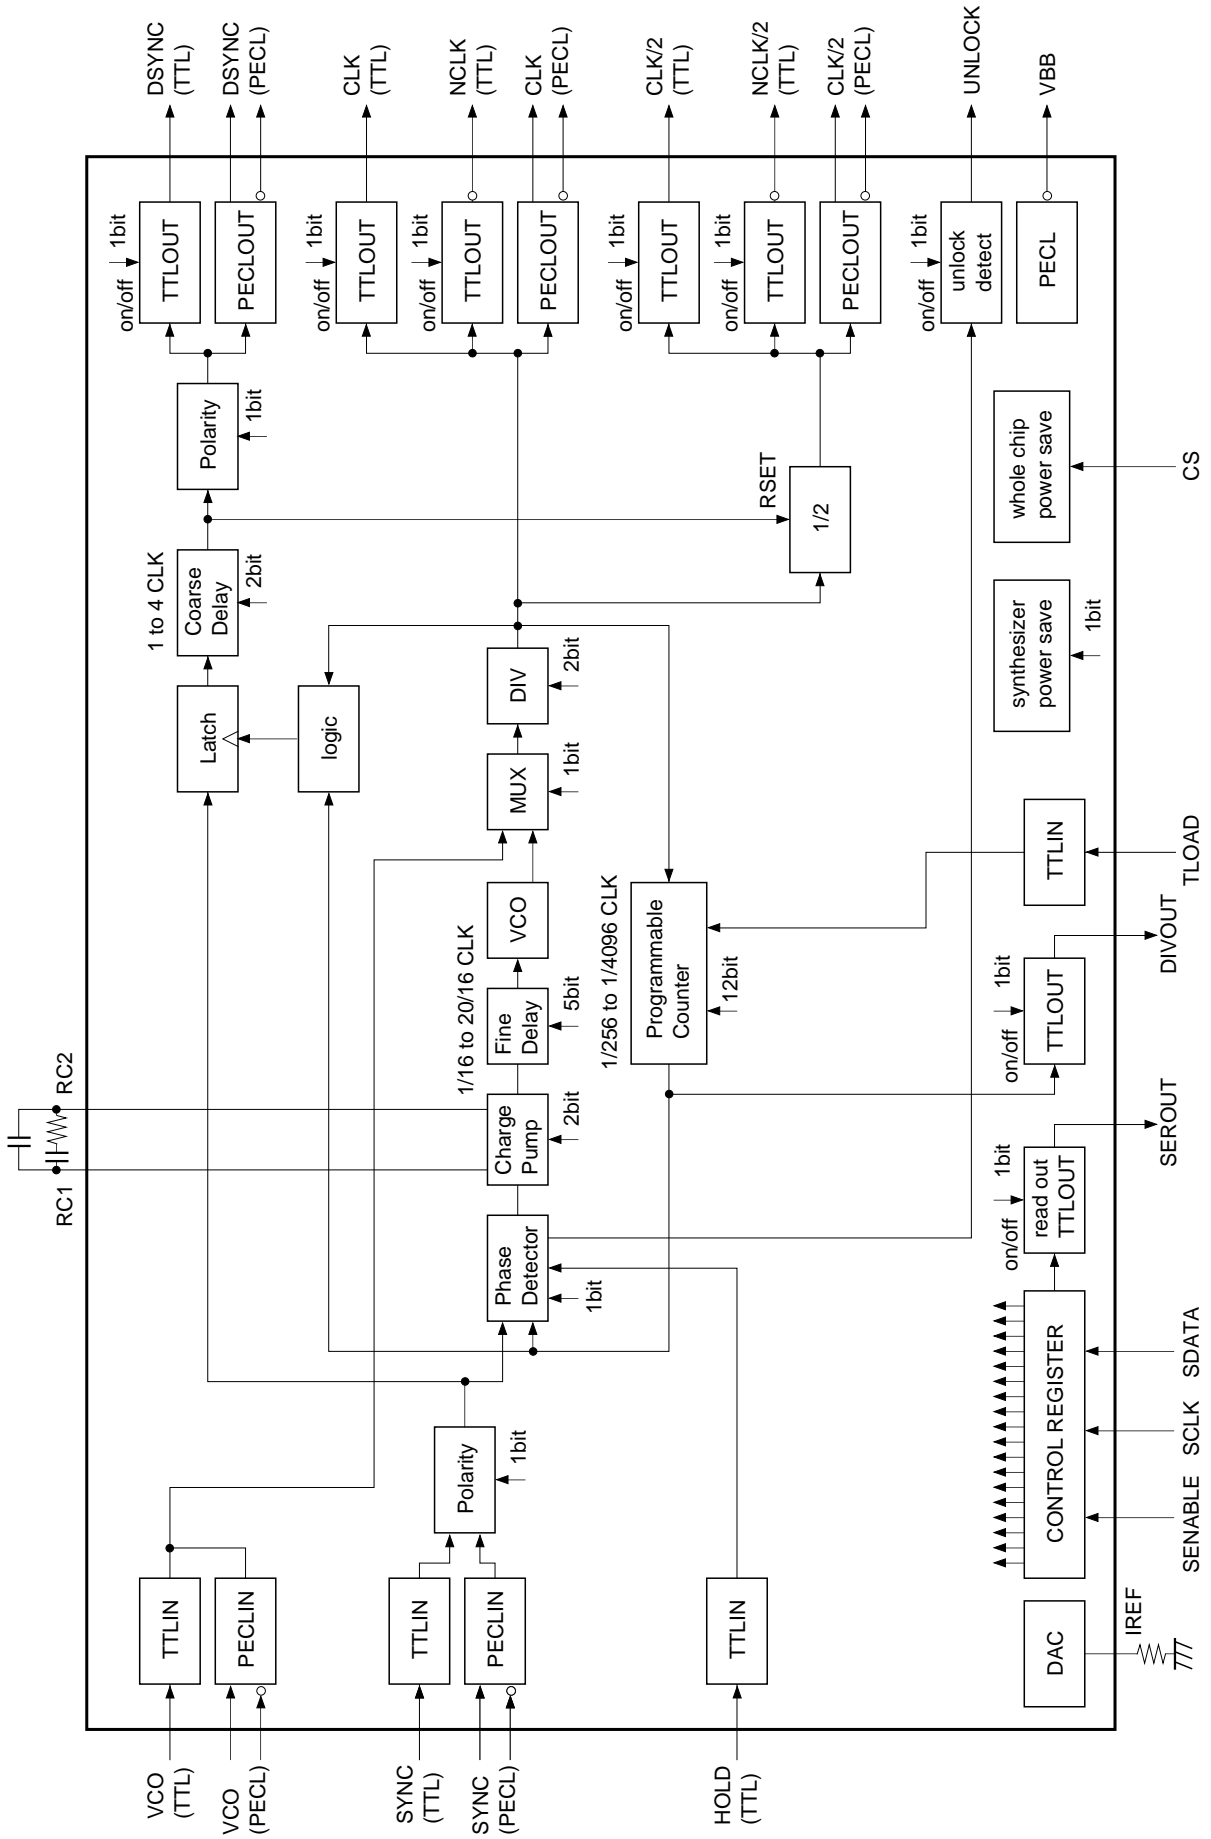 VCO
(TTL)
VCO
(PECL)
SYNC
(TTL)
SYNC
(PECL)
HOLD
(TTL)
TTLIN
PECLIN
TTLIN
PECLIN
TTLIN
Polarity
1bit
RC1
RC2
Phase
Detector
1bit
Charge
Pump
2bit
1/16 to 20/16 CLK
Fine
Delay
5bit
VCO
MUX
1bit
DIV
2bit
1/256 to 1/4096 CLK
Programmable
Counter
12bit
Latch
logic
1 to 4 CLK
Coarse
Delay
2bit
Polarity
1bit
RSET
1/2
on/off
1bit
TTLOUT
PECLOUT
on/off
1bit
TTLOUT
on/off
1bit
TTLOUT
PECLOUT
on/off
1bit
TTLOUT
on/off
1bit
TTLOUT
PECLOUT
on/off
1bit
unlock
detect
PECL
DSYNC
(TTL)
DSYNC
(PECL)
CLK
(TTL)
NCLK
(TTL)
CLK
(PECL)
CLK/2
(TTL)
NCLK/2
(TTL)
CLK/2
(PECL)
UNLOCK
VBB
DAC
IREF
CONTROL REGISTER
SENABLE
SCLK
SDATA
on/off
1bit
read out
TTLOUT
SEROUT
on/off
1bit
TTLOUT
DIVOUT
TTLIN
TLOAD
synthesizer
power save
1bit
whole chip
power save
CS